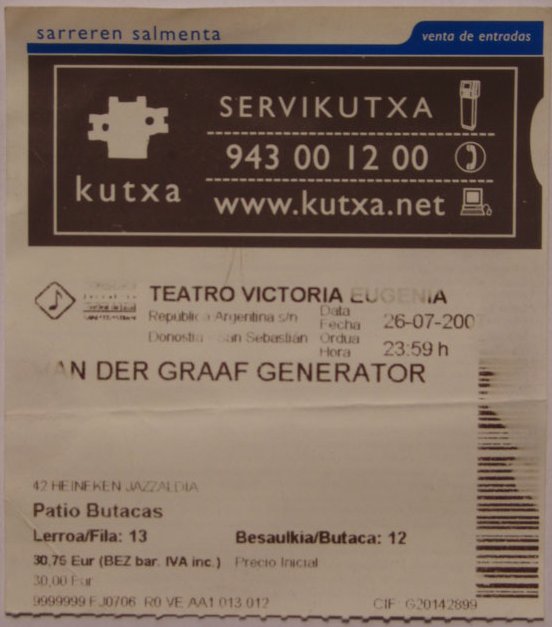 sarreren salmenta venta de entradas
kutxa
SERVIKUTXA
943 00 12 00
www.kutxa.net
TEATRO VICTORIA EUGENIA
Republica Argentina s/n
Donostia - San Sebastián
Data
Fecha 26-07-200
Ordua
Hora 23:59 h
VAN DER GRAAF GENERATOR
42 HEINEKEN JAZZALDIA
Patio Butacas
Lerroa/Fila: 13 Besaulkia/Butaca: 12
30,75 Eur (BEZ bar. IVA inc.) Precio Inicial
30,00 Eur
9999999 FJ0706 R0 VE AA1 013 012 CIF: G20142899